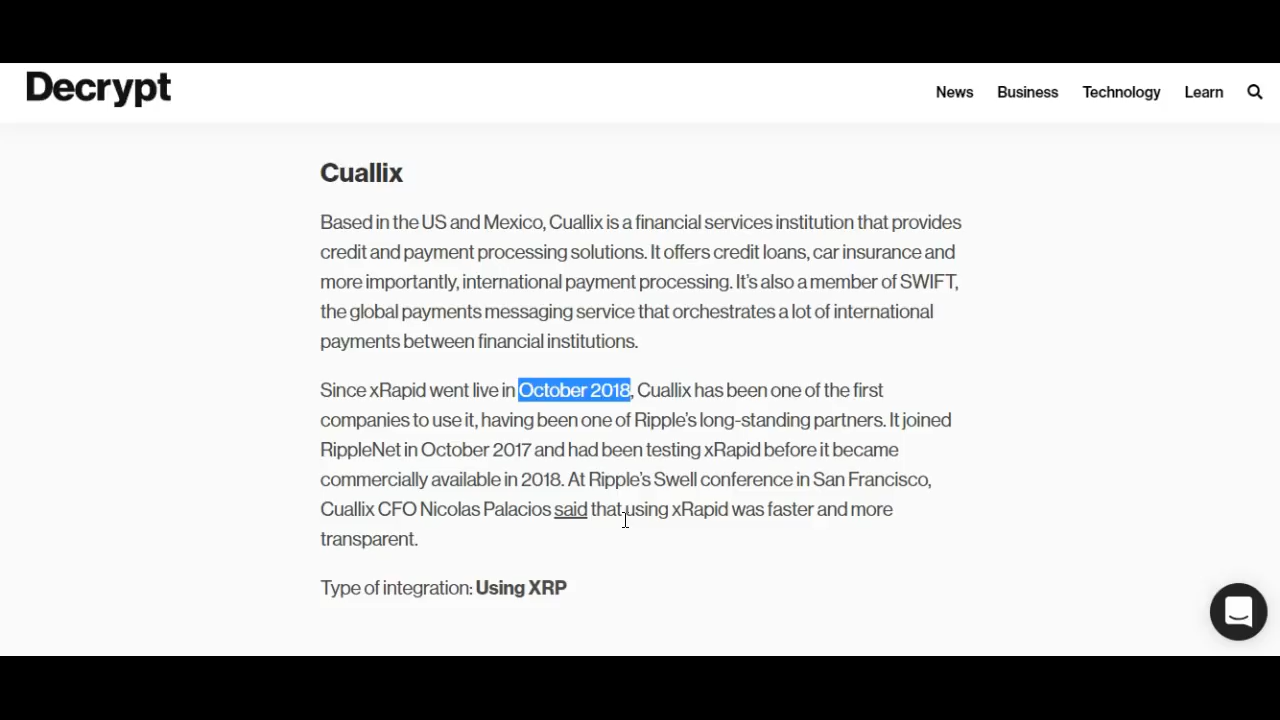 Decrypt
News Business Technology Learn
Cuallix
Based in the US and Mexico, Cuallix is a financial services institution that provides
credit and payment processing solutions. It offers credit loans, car insurance and
more importantly, international payment processing. It’s also a member of SWIFT,
the global payments messaging service that orchestrates a lot of international
payments between financial institutions.
Since xRapid went live in October 2018, Cuallix has been one of the first
companies to use it, having been one of Ripple’s long-standing partners. It joined
RippleNet in October 2017 and had been testing xRapid before it became
commercially available in 2018. At Ripple’s Swell conference in San Francisco,
Cuallix CFO Nicolas Palacios said that using xRapid was faster and more
transparent.
Type of integration: Using XRP